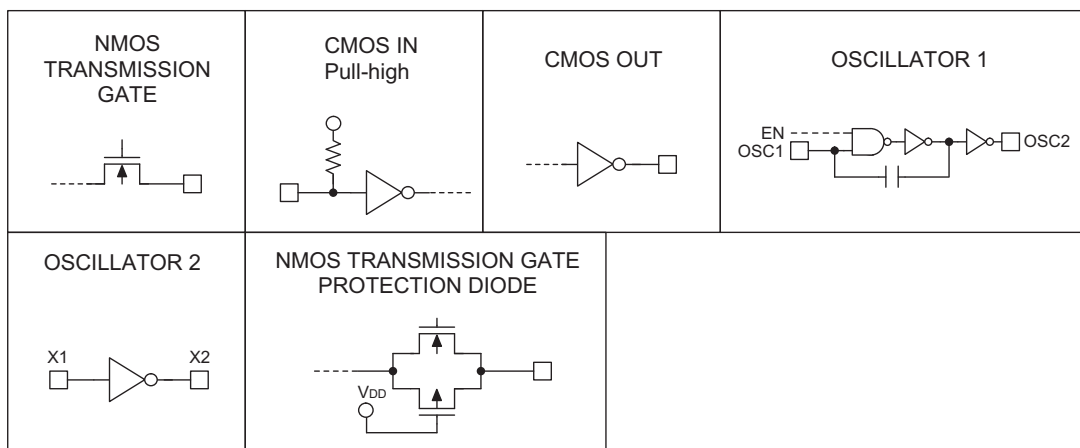 NMOS
TRANSMISSION
GATE
CMOS IN
Pull-high
CMOS OUT
OSCILLATOR 1
EN
OSC1
OSC2
OSCILLATOR 2
X1
X2
NMOS TRANSMISSION GATE
PROTECTION DIODE
VDD